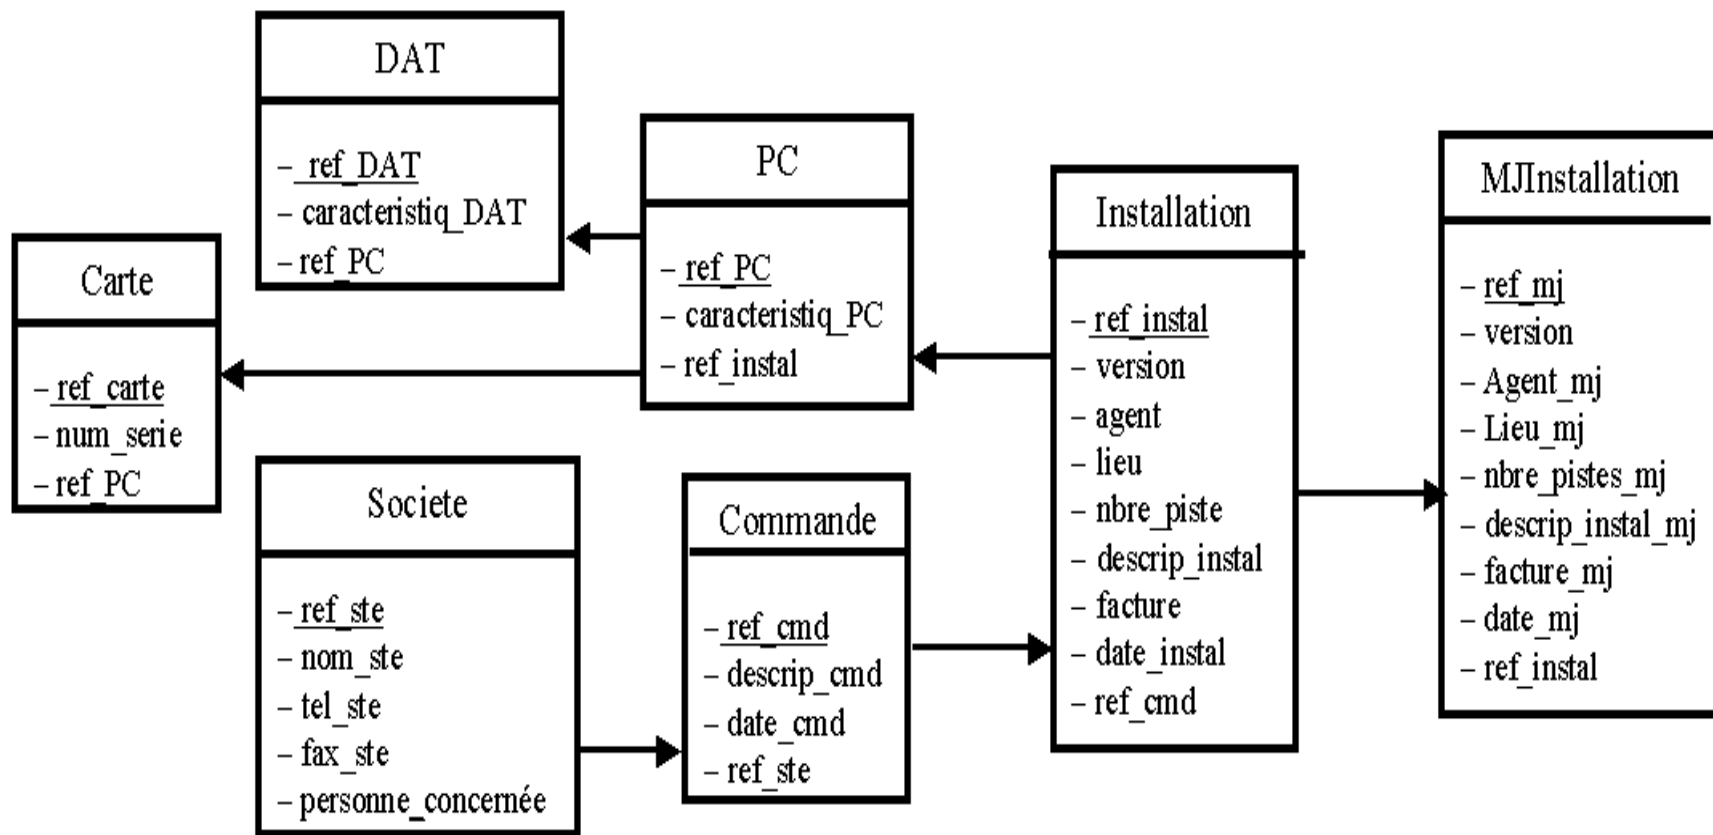 DAT
– ref_DAT
– caracteristiq_DAT
– ref_PC
PC
– ref_PC
– caracteristiq_PC
– ref_instal
Installation
– ref_instal
– version
– agent
– lieu
– nbre_piste
– descrip_instal
– facture
– date_instal
– ref_cmd
MJInstallation
– ref_mj
– version
– Agent_mj
– Lieu_mj
– nbre_pistes_mj
– descrip_instal_mj
– facture_mj
– date_mj
– ref_instal
Carte
– ref_carte
– num_serie
– ref_PC
Societe
– ref_ste
– nom_ste
– tel_ste
– fax_ste
– personne_concernée
Commande
– ref_cmd
– descrip_cmd
– date_cmd
– ref_ste